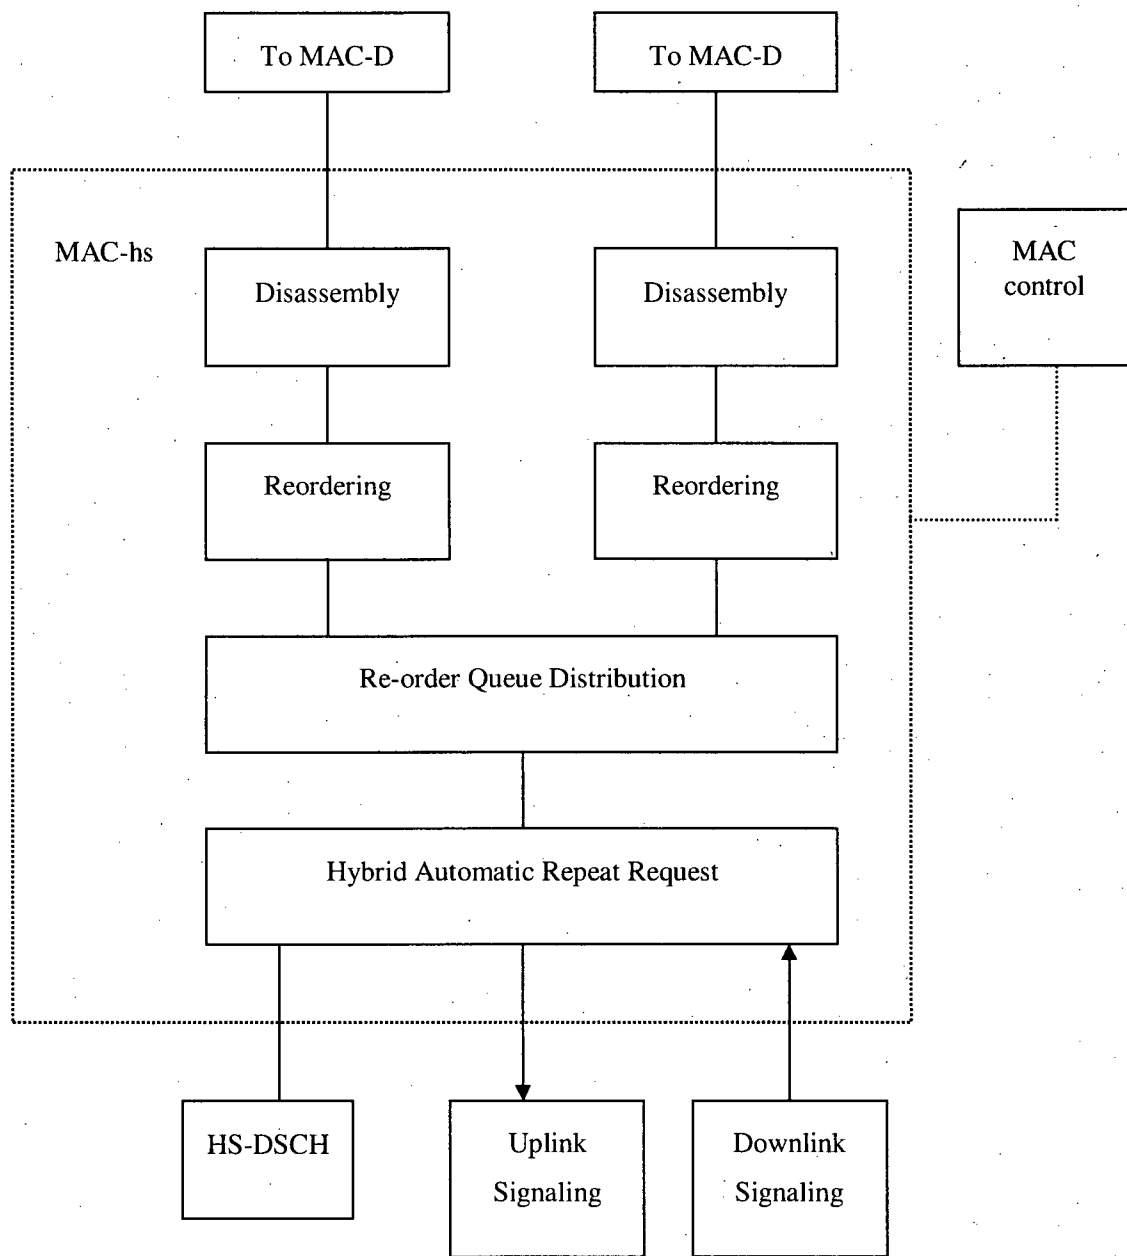 To MAC-D
To MAC-D
MAC-hs
MAC
control
Disassembly
Disassembly
Reordering
Reordering
Re-order Queue Distribution
Hybrid Automatic Repeat Request
HS-DSCH
Uplink
Signaling
Downlink
Signaling